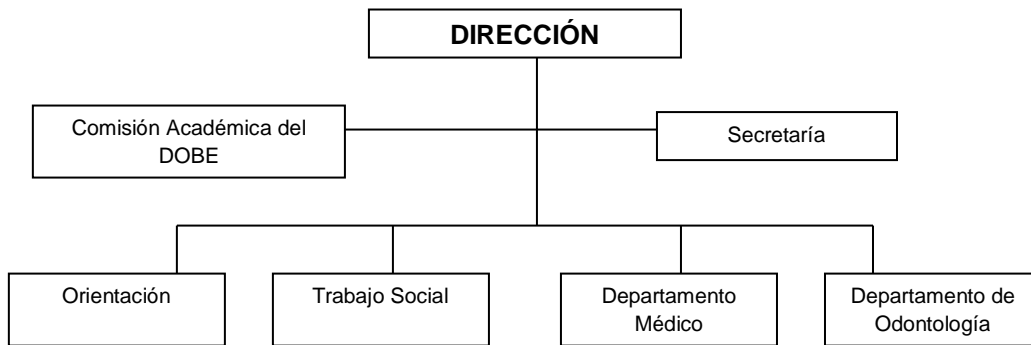 DIRECCIÓN
Comisión Académica del
DOBE
Secretaría
Orientación
Trabajo Social
Departamento
Médico
Departamento de
Odontología